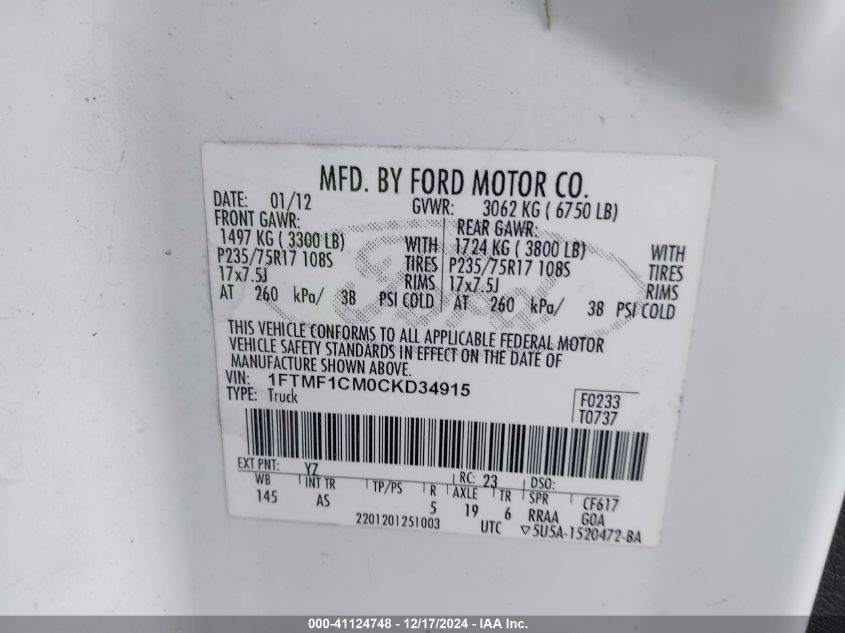 MFD. BY FORD MOTOR CO.
DATE: 01/12 GVWR: 3062 KG ( 6750 LB)
FRONT GAWR: REAR GAWR:
1497 KG ( 3300 LB) WITH 1724 KG ( 3800 LB) WITH
P235/75R17 108S TIRES P235/75R17 108S TIRES
17x7.5J RIMS 17x7.5J RIMS
AT 260 kPa/ 38 PSI COLD AT 260 kPa/ 38 PSI COLD
THIS VEHICLE CONFORMS TO ALL APPLICABLE FEDERAL MOTOR
VEHICLE SAFETY STANDARDS IN EFFECT ON THE DATE OF
MANUFACTURE SHOWN ABOVE.
VIN: 1FTMF1CM0CKD34915
TYPE: Truck
F0233
T0737
EXT PNT: YZ RC: 23 DSO:
WB INT TR TP/PS R AXLE TR SPR CF617
145 AS 5 19 6 RRAA GOA
2201201251003 UTC ▽5U5A-1520472-BA
Ford
000-41124748 - 12/17/2024 - IAA Inc.